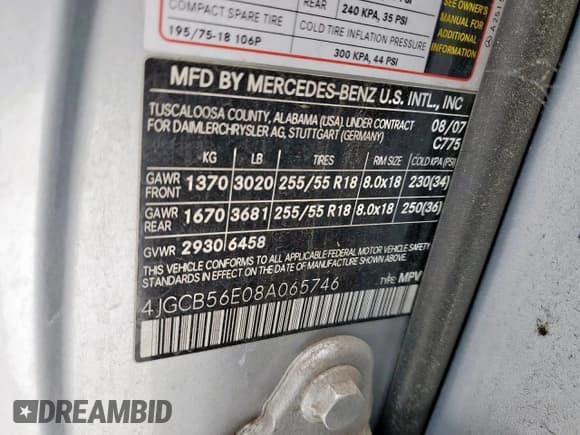 REAR
240 KPA, 35 PSI
SEE OWNER'S
MANUAL FOR
ADDITIONAL
INFORMATION
COMPACT SPARE TIRE
195/75-18 106P
COLD TIRE INFLATION PRESSURE
300 KPA, 44 PSI
MFD BY MERCEDES-BENZ U.S. INTL., INC
TUSCALOOSA COUNTY, ALABAMA (USA). UNDER CONTRACT 08/07
FOR DAIMLERCHRYSLER AG, STUTTGART (GERMANY) C775
KG LB TIRES RIM SIZE COLD KPA (PSI)
GAWR FRONT 1370 3020 255/55 R18 8.0x18 230(34)
GAWR REAR 1670 3681 255/55 R18 8.0x18 250(36)
GVWR 2930 6458
THIS VEHICLE CONFORMS TO ALL APPLICABLE FEDERAL MOTOR VEHICLE SAFETY
STANDARDS IN EFFECT ON THE DATE OF MANUFACTURE SHOWN ABOVE.
4JGCB56E08A065746 TYPE: MPV
DREAMBID